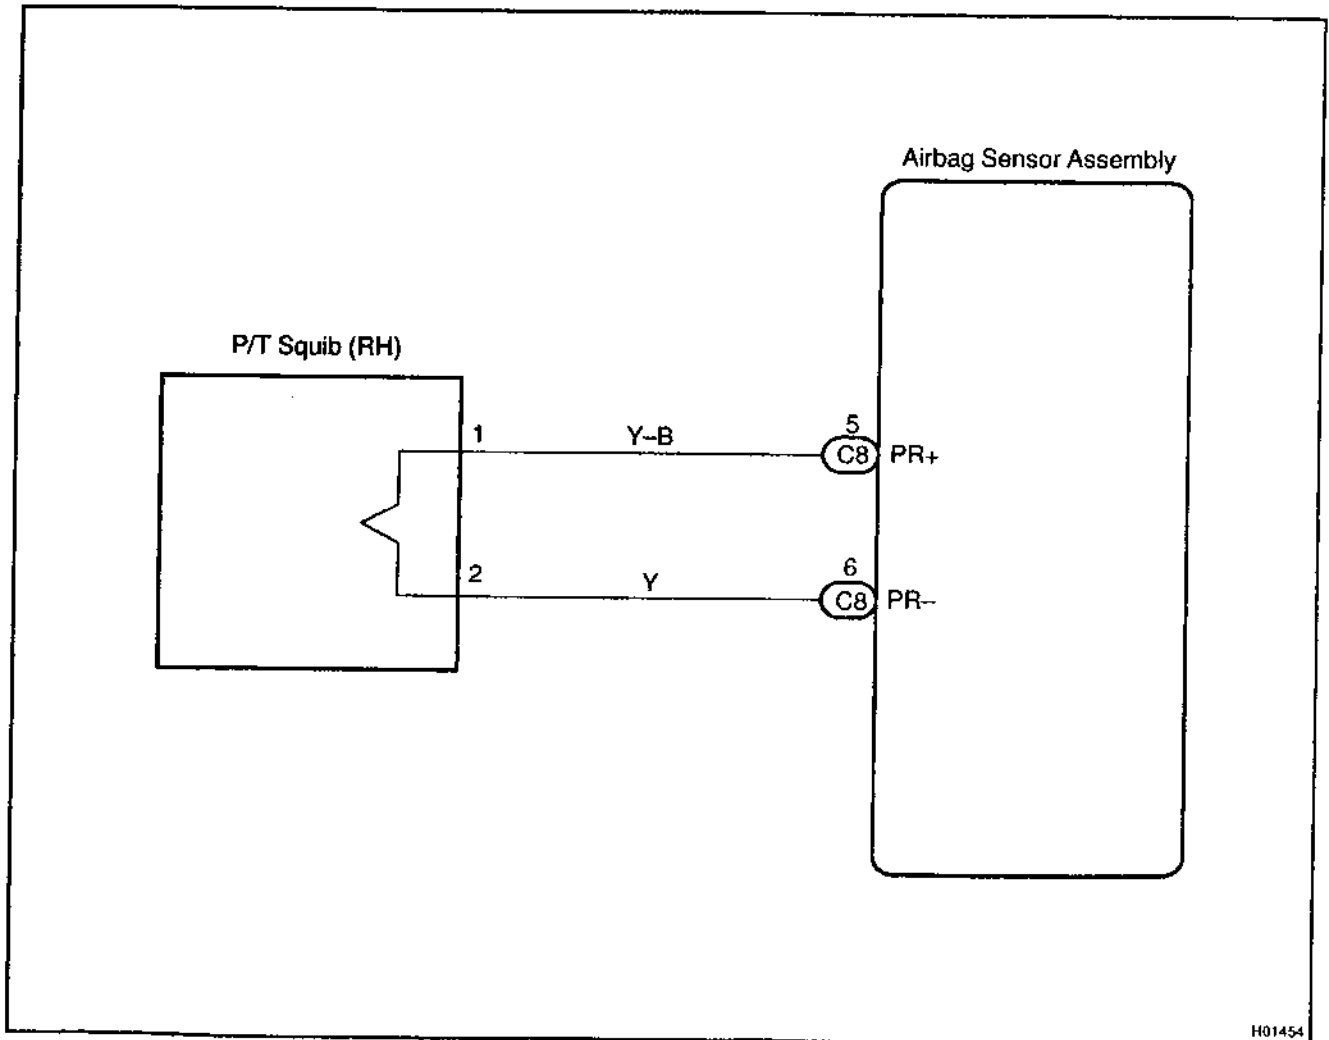 Airbag Sensor Assembly
P/T Squib (RH)
1
Y–B
5
C8
PR+
2
Y
6
C8
PR–
H01454